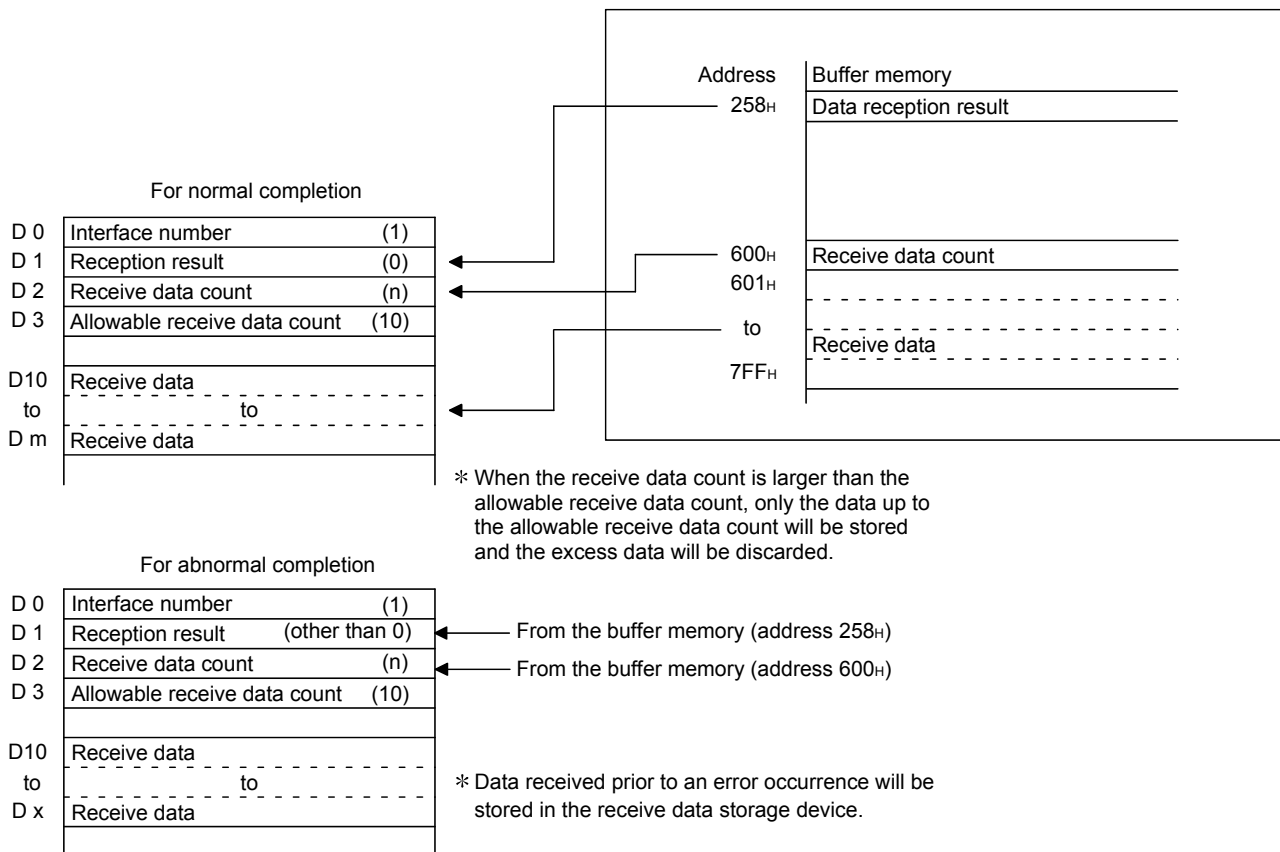 Address Buffer memory
258H Data reception result
For normal completion
D 0 Interface number (1)
D 1 Reception result (0)
D 2 Receive data count (n)
D 3 Allowable receive data count (10)
D10 Receive data
to to
D m Receive data
600H Receive data count
601H
to
Receive data
7FFH
＊ When the receive data count is larger than the
allowable receive data count, only the data up to
the allowable receive data count will be stored
and the excess data will be discarded.
For abnormal completion
D 0 Interface number (1)
D 1 Reception result (other than 0) From the buffer memory (address 258H)
D 2 Receive data count (n) From the buffer memory (address 600H)
D 3 Allowable receive data count (10)
D10 Receive data
to to
D x Receive data
＊ Data received prior to an error occurrence will be
stored in the receive data storage device.